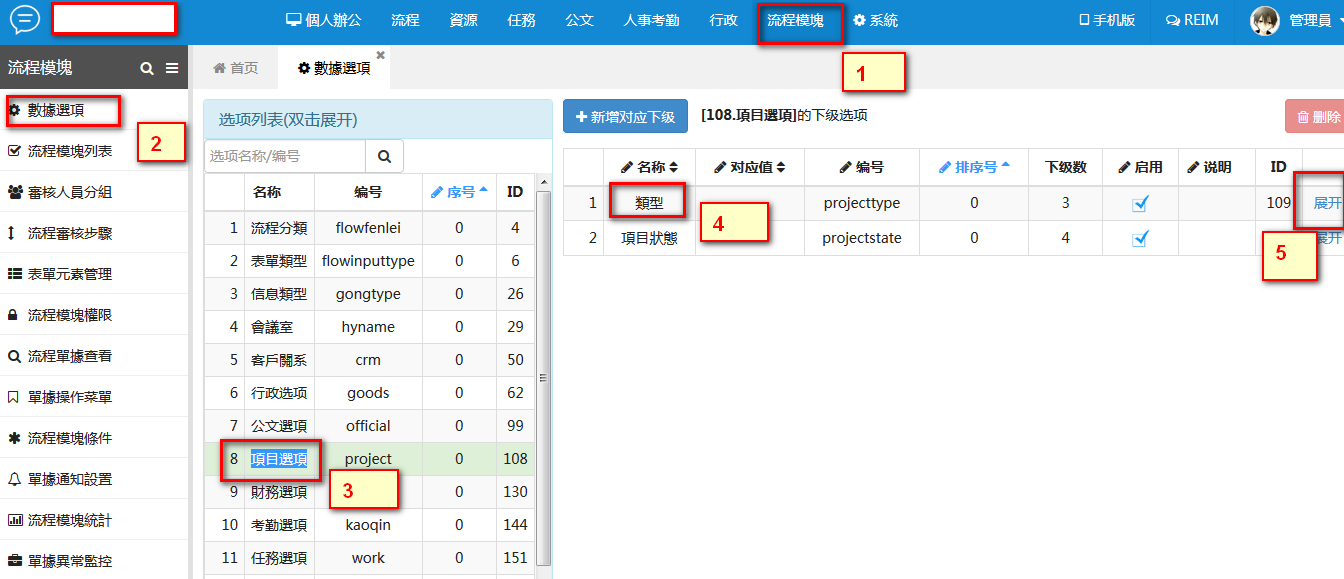 個人辦公 流程 資源 任務 公文 人事考勤 行政 流程模塊 系統 手机版 REIM 管理員
1
流程模塊 首页 數據選項
數據選項
2
流程模塊列表
審核人員分組
流程審核步驟
表單元素管理
流程模塊權限
流程單據查看
單據操作菜單
流程模塊條件
單據通知設置
流程模塊統計
單據異常監控
选项列表(双击展开)
选项名称/编号
名称 编号 序号 ID
1 流程分類 flowfenlei 0 4
2 表單類型 flowinputtype 0 6
3 信息類型 gongtype 0 26
4 會議室 hyname 0 29
5 客戶關系 crm 0 50
6 行政选项 goods 0 62
7 公文選項 official 0 99
8 項目選項 project 0 108
3
9 財務選項 0 130
10 考勤選項 kaoqin 0 144
11 任務選項 work 0 151
新增对应下级 [108.項目選項]的下级选项 删除
名称 对应值 编号 排序号 下级数 启用 说明 ID
1 類型 projecttype 0 3 109 展开
4
2 項目狀態 projectstate 0 4 展开
5